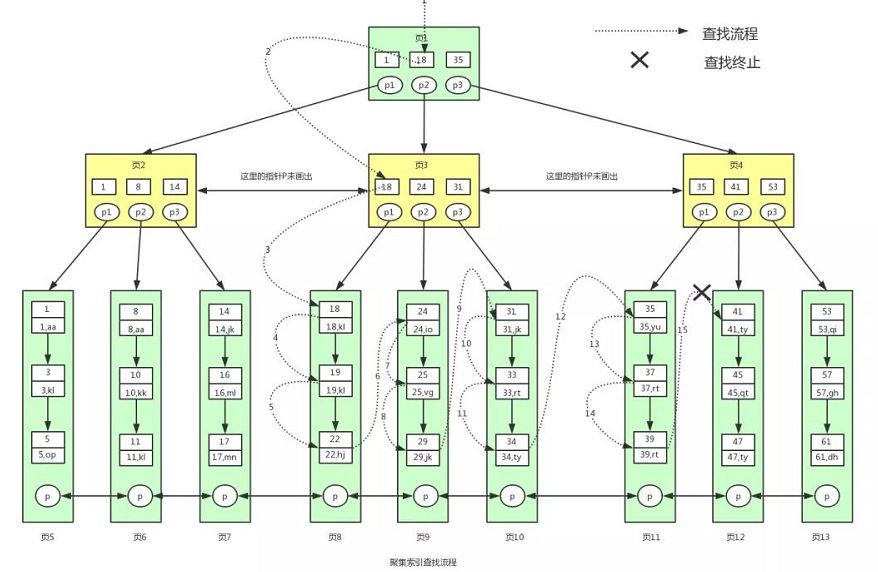 1
页1
1 18 35
p1 p2 p3
查找流程
查找终止
2
页2
1 8 14
p1 p2 p3
这里的指针P未画出
页3
18 24 31
p1 p2 p3
这里的指针P未画出
页4
35 41 53
p1 p2 p3
3
4
5
6
7
8
9
10
11
12
13
14
15
1
1,aa
3
3,kl
5
5,op
p
页5
8
8,aa
10
10,kk
11
11,kl
p
页6
14
14,jk
16
16,ml
17
17,mn
p
页7
18
18,kl
19
19,kl
22
22,hj
p
页8
24
24,io
25
25,vg
29
29,jk
p
页9
31
31,jk
33
33,rt
34
34,ty
p
页10
35
35,yu
37
37,rt
39
39,rt
p
页11
41
41,ty
45
45,qt
47
47,ty
p
页12
53
53,qi
57
57,gh
61
61,dh
p
页13
聚集索引查找流程